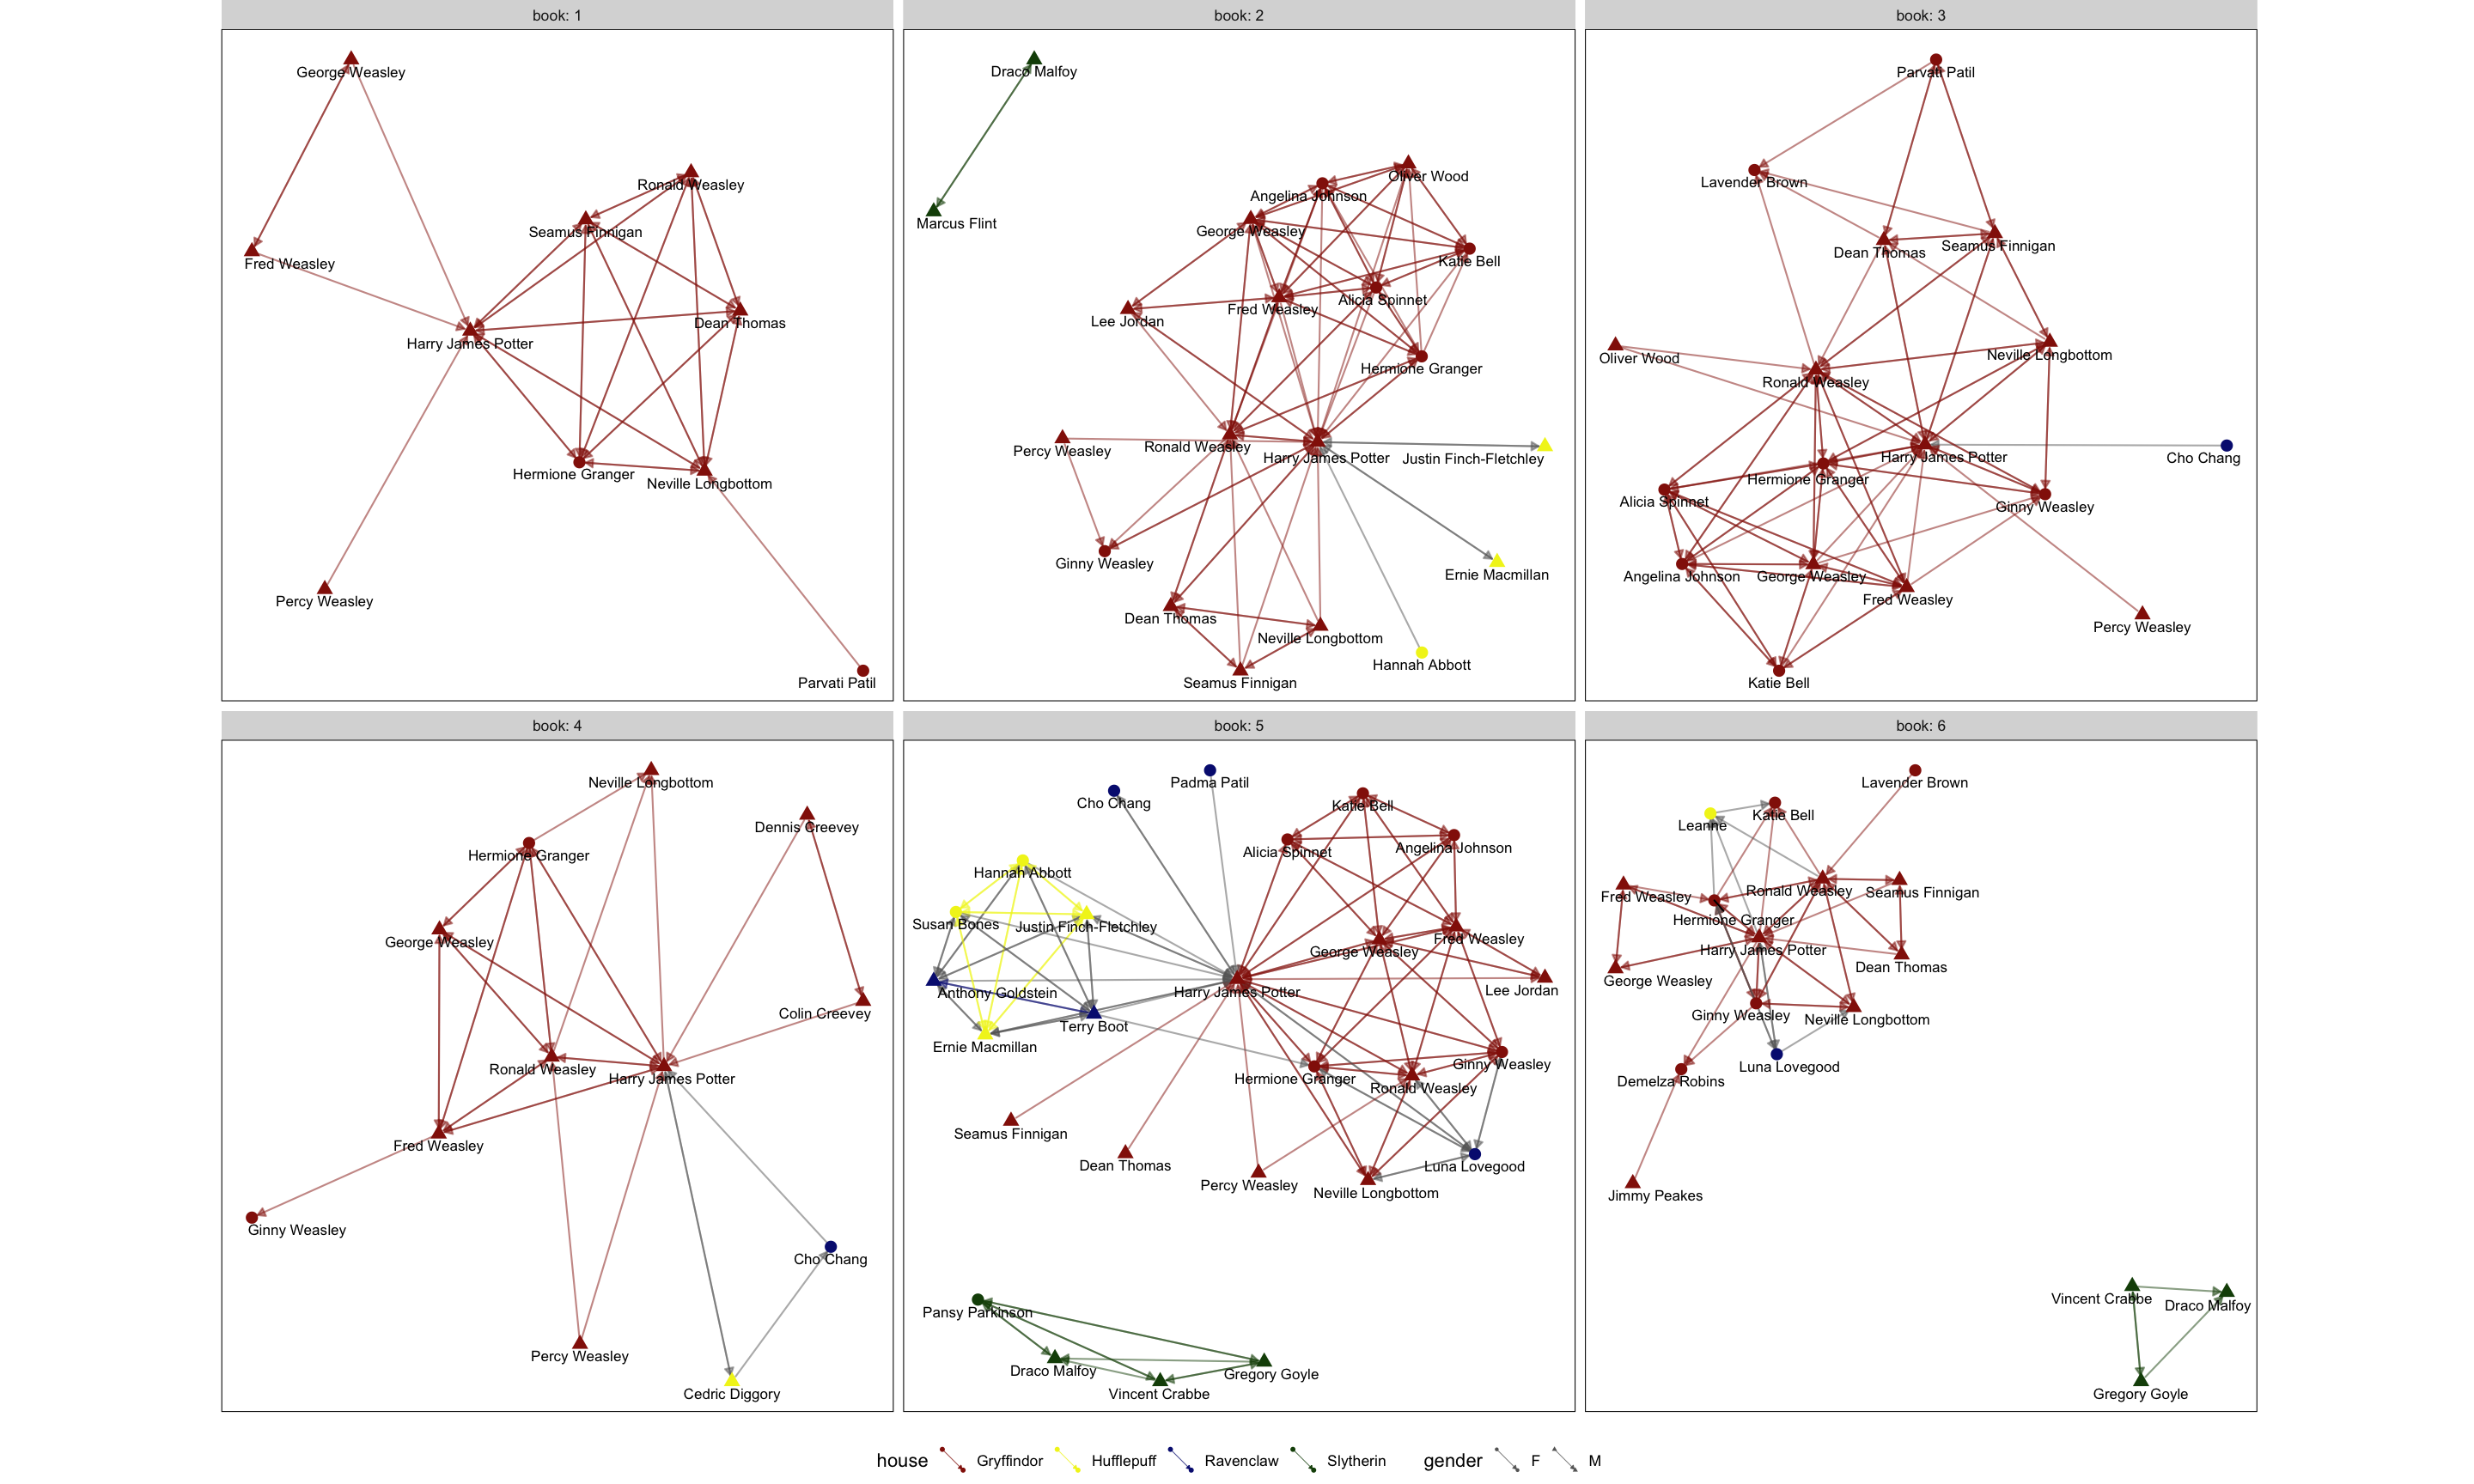 book: 1
George Weasley
Ronald Weasley
Seamus Finnigan
Fred Weasley
Dean Thomas
Harry James Potter
Hermione Granger
Neville Longbottom
Percy Weasley
Parvati Patil
book: 2
Draco Malfoy
Oliver Wood
Angelina Johnson
Marcus Flint
George Weasley
Katie Bell
Alicia Spinnet
Fred Weasley
Lee Jordan
Hermione Granger
Percy Weasley
Ronald Weasley
Harry James Potter
Justin Finch-Fletchley
Ginny Weasley
Ernie Macmillan
Dean Thomas
Neville Longbottom
Hannah Abbott
Seamus Finnigan
book: 3
Parvati Patil
Lavender Brown
Seamus Finnigan
Dean Thomas
Oliver Wood
Neville Longbottom
Ronald Weasley
Harry James Potter
Cho Chang
Hermione Granger
Alicia Spinnet
Ginny Weasley
Angelina Johnson
George Weasley
Fred Weasley
Percy Weasley
Katie Bell
book: 4
Neville Longbottom
Dennis Creevey
Hermione Granger
George Weasley
Colin Creevey
Ronald Weasley
Harry James Potter
Fred Weasley
Ginny Weasley
Cho Chang
Percy Weasley
Cedric Diggory
book: 5
Padma Patil
Cho Chang
Katie Bell
Alicia Spinnet
Angelina Johnson
Hannah Abbott
Susan Bones
Justin Finch-Fletchley
Fred Weasley
George Weasley
Anthony Goldstein
Harry James Potter
Lee Jordan
Terry Boot
Ernie Macmillan
Ginny Weasley
Hermione Granger
Ronald Weasley
Seamus Finnigan
Dean Thomas
Luna Lovegood
Percy Weasley
Neville Longbottom
Pansy Parkinson
Draco Malfoy
Gregory Goyle
Vincent Crabbe
book: 6
Lavender Brown
Katie Bell
Leanne
Ronald Weasley
Seamus Finnigan
Fred Weasley
Hermione Granger
Harry James Potter
Dean Thomas
George Weasley
Ginny Weasley
Neville Longbottom
Luna Lovegood
Demelza Robins
Jimmy Peakes
Vincent Crabbe
Draco Malfoy
Gregory Goyle
house Gryffindor Hufflepuff Ravenclaw Slytherin gender F M